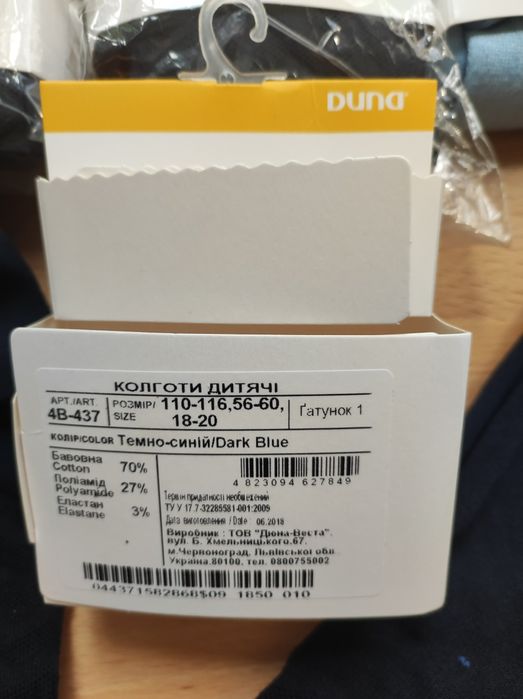 Duna
КОЛГОТИ ДИТЯЧІ
АРТ./ART. 4В-437
РОЗМІР/SIZE 110-116,56-60, 18-20
Ґатунок 1
КОЛІР/COLOR Темно-синій/Dark Blue
Бавовна Cotton 70%
Поліамід Polyamide 27%
Еластан Elastane 3%
4 823094 627849
Термін придатності необмежений
ТУ У 17.7-32285581-001:2009
Дата виготовлення / Date 06.2018
Виробник : ТОВ "Дюна-Веста".
вул. Б. Хмельницького.67.
м.Червоноград. Львівської обл.
Україна.80100. тел. 0800755002
044371582868$09 1850 010